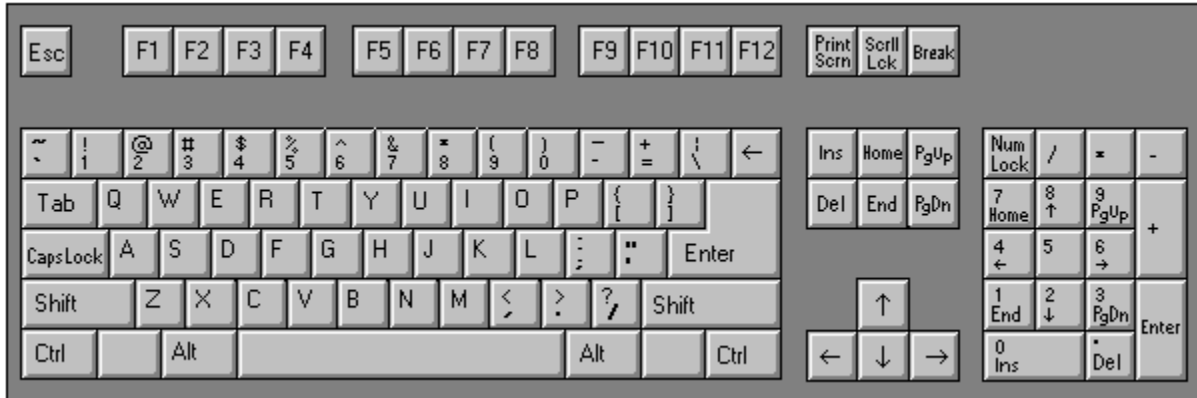 Esc F1 F2 F3 F4 F5 F6 F7 F8 F9 F10 F11 F12 Print Scrn Scrll Lck Break
~ ! @ # $ % ^ & * ( ) _ + ¦
` 1 2 3 4 5 6 7 8 9 0 - = \ ← Ins Home PgUp Num Lock / * -
Tab Q W E R T Y U I O P { [ } ] Del End PgDn 7 Home 8 ↑ 9 PgUp +
CapsLock A S D F G H J K L : ; " ' Enter 4 ← 5 6 →
Shift Z X C V B N M < , > . ? / Shift ↑ 1 End 2 ↓ 3 PgDn Enter
Ctrl Alt Alt Ctrl ← ↓ → 0 Ins . Del